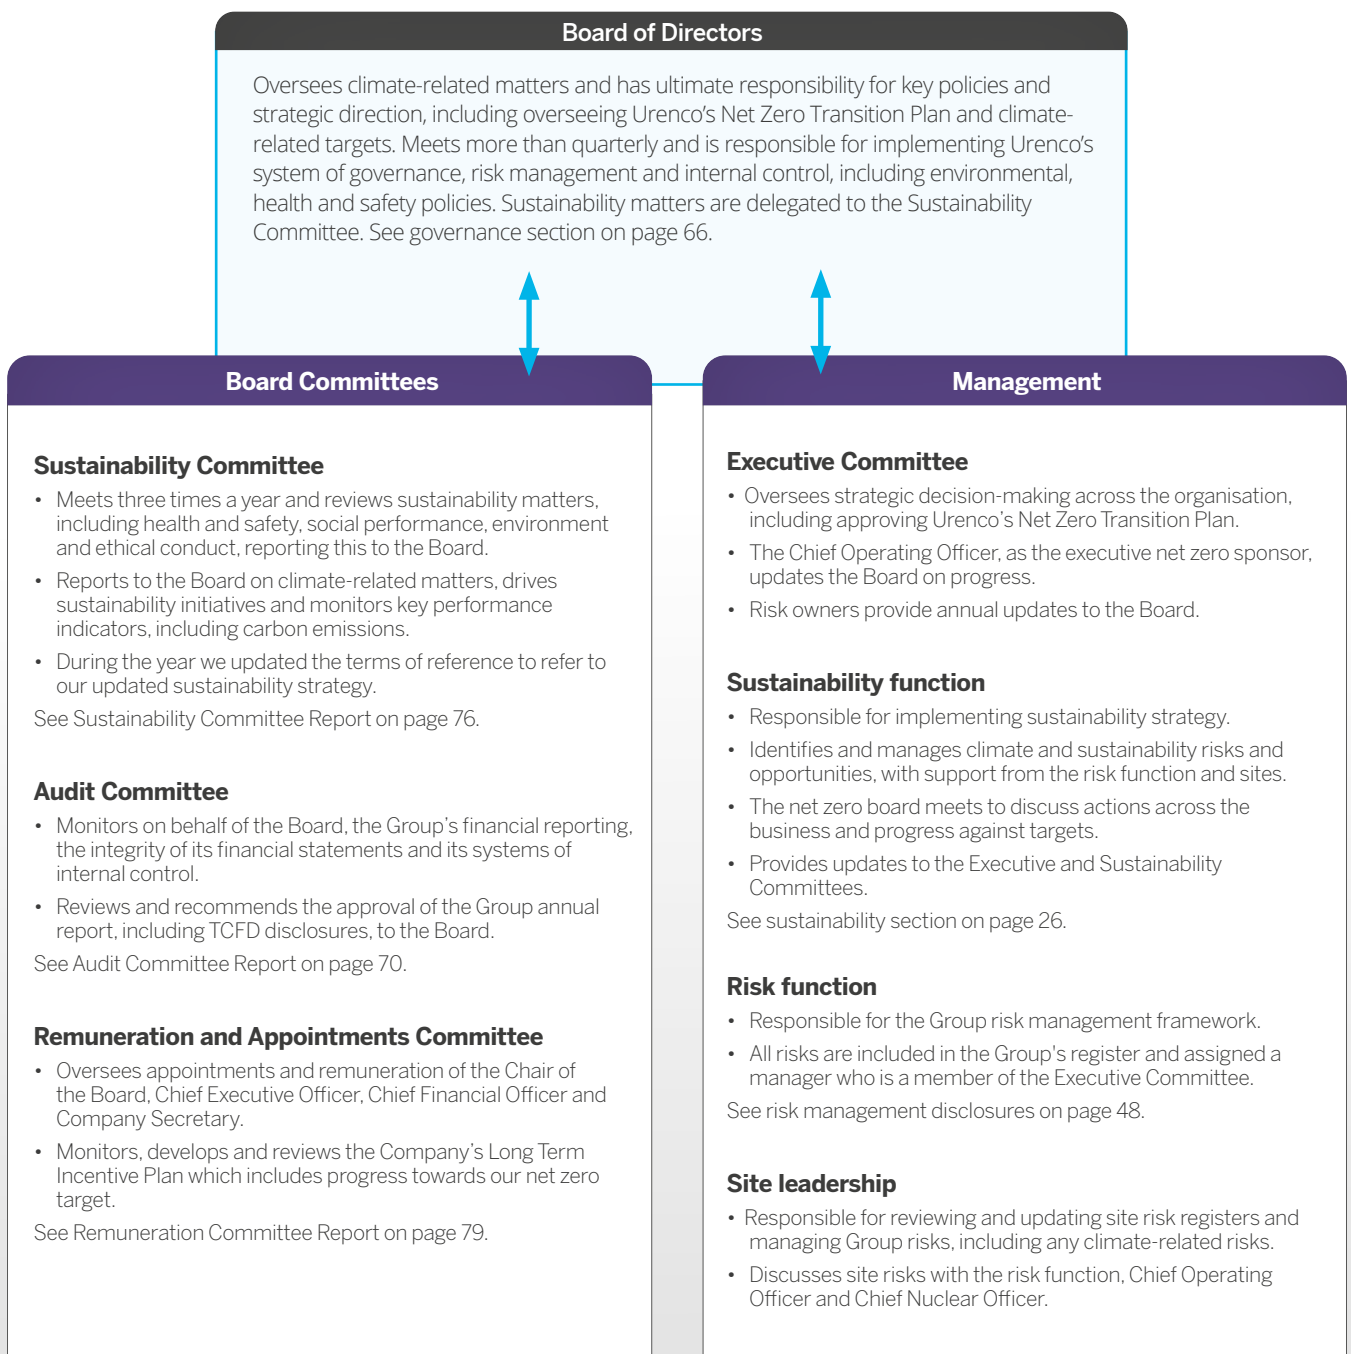 Board of Directors
Oversees climate-related matters and has ultimate responsibility for key policies and
strategic direction, including overseeing Urenco’s Net Zero Transition Plan and climate-
related targets. Meets more than quarterly and is responsible for implementing Urenco’s
system of governance, risk management and internal control, including environmental,
health and safety policies. Sustainability matters are delegated to the Sustainability
Committee. See governance section on page 66.
Board Committees
Sustainability Committee
• Meets three times a year and reviews sustainability matters,
including health and safety, social performance, environment
and ethical conduct, reporting this to the Board.
• Reports to the Board on climate-related matters, drives
sustainability initiatives and monitors key performance
indicators, including carbon emissions.
• During the year we updated the terms of reference to refer to
our updated sustainability strategy.
See Sustainability Committee Report on page 76.
Audit Committee
• Monitors on behalf of the Board, the Group’s financial reporting,
the integrity of its financial statements and its systems of
internal control.
• Reviews and recommends the approval of the Group annual
report, including TCFD disclosures, to the Board.
See Audit Committee Report on page 70.
Remuneration and Appointments Committee
• Oversees appointments and remuneration of the Chair of
the Board, Chief Executive Officer, Chief Financial Officer and
Company Secretary.
• Monitors, develops and reviews the Company’s Long Term
Incentive Plan which includes progress towards our net zero
target.
See Remuneration Committee Report on page 79.
Management
Executive Committee
• Oversees strategic decision-making across the organisation,
including approving Urenco’s Net Zero Transition Plan.
• The Chief Operating Officer, as the executive net zero sponsor,
updates the Board on progress.
• Risk owners provide annual updates to the Board.
Sustainability function
• Responsible for implementing sustainability strategy.
• Identifies and manages climate and sustainability risks and
opportunities, with support from the risk function and sites.
• The net zero board meets to discuss actions across the
business and progress against targets.
• Provides updates to the Executive and Sustainability
Committees.
See sustainability section on page 26.
Risk function
• Responsible for the Group risk management framework.
• All risks are included in the Group's register and assigned a
manager who is a member of the Executive Committee.
See risk management disclosures on page 48.
Site leadership
• Responsible for reviewing and updating site risk registers and
managing Group risks, including any climate-related risks.
• Discusses site risks with the risk function, Chief Operating
Officer and Chief Nuclear Officer.